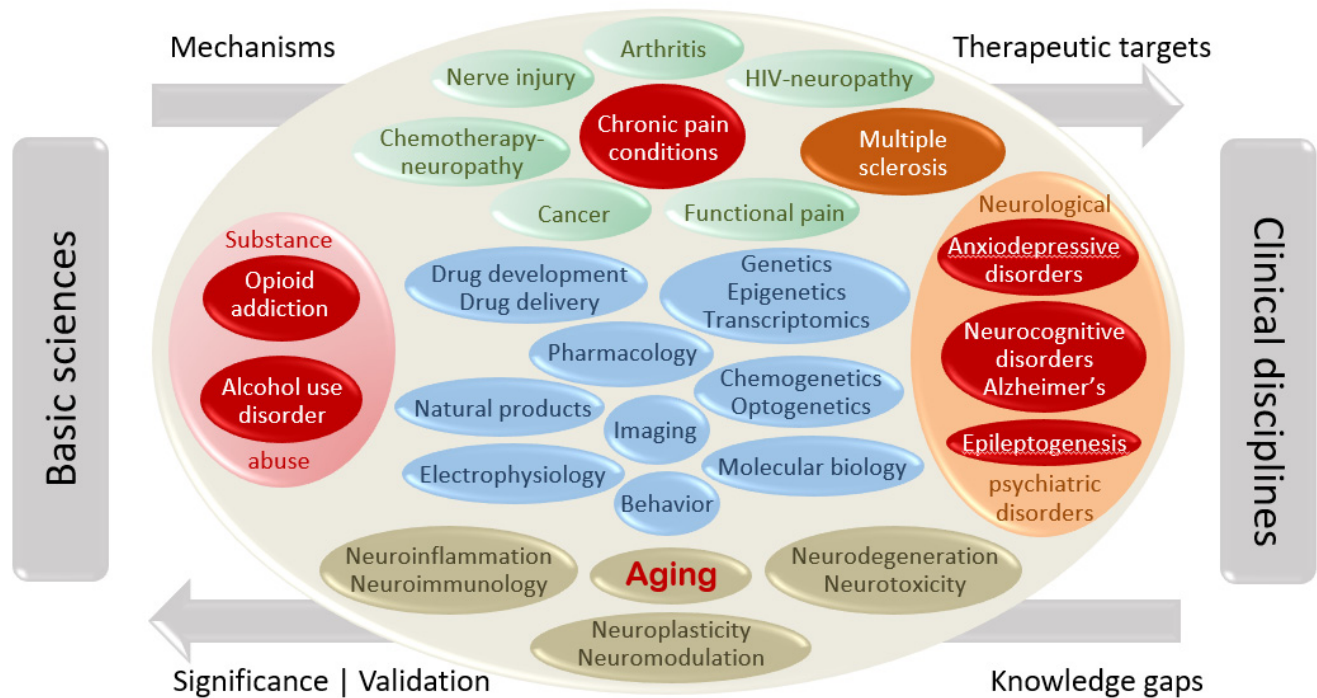 Mechanisms
Therapeutic targets
Arthritis
Nerve injury
HIV-neuropathy
Chronic pain
conditions
Chemotherapy-
neuropathy
Multiple
sclerosis
Cancer
Functional pain
Basic sciences
Clinical disciplines
Substance
Opioid
addiction
Alcohol use
disorder
abuse
Drug development
Drug delivery
Genetics
Epigenetics
Transcriptomics
Pharmacology
Chemogenetics
Optogenetics
Natural products
Imaging
Electrophysiology
Molecular biology
Behavior
Neurological
Anxiodepressive
disorders
Neurocognitive
disorders
Alzheimer's
Epileptogenesis
psychiatric
disorders
Neuroinflammation
Neuroimmunology
Aging
Neurodegeneration
Neurotoxicity
Neuroplasticity
Neuromodulation
Significance | Validation
Knowledge gaps